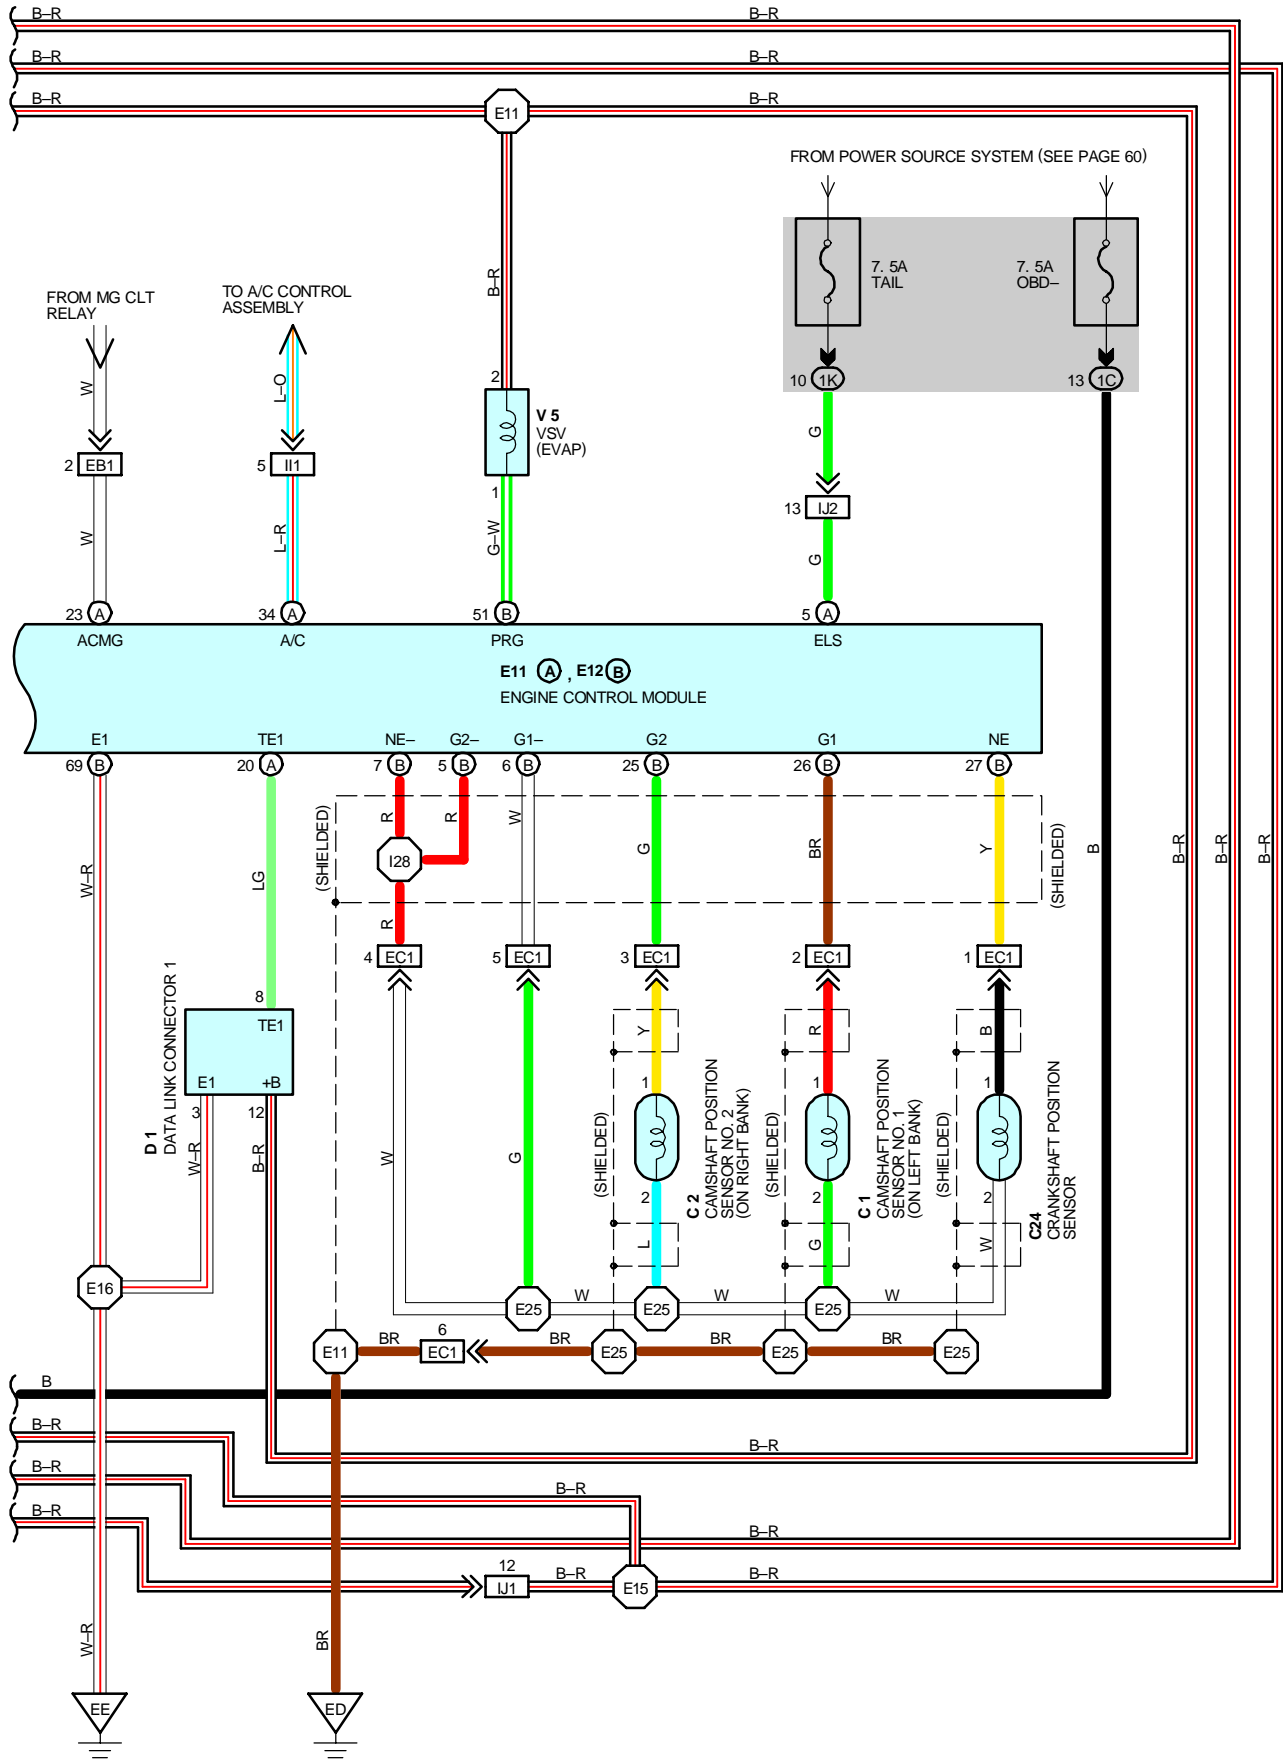 B–R
B–R
B–R
B–R
B–R
B–R
E11
FROM POWER SOURCE SYSTEM (SEE PAGE 60)
B–R
7. 5A
TAIL
7. 5A
OBD–
FROM MG CLT
RELAY
TO A/C CONTROL
ASSEMBLY
W
L–O
2
10 1K
13 1C
V 5
VSV
(EVAP)
G
2 EB1
5 II1
1
13 IJ2
W
L–R
G–W
G
23 A
34 A
51 B
5 A
ACMG
A/C
PRG
ELS
E11 A , E12 B
ENGINE CONTROL MODULE
E1
TE1
NE–
G2–
G1–
G2
G1
NE
69 B
20 A
7 B
5 B
6 B
25 B
26 B
27 B
(SHIELDED)
R
R
W
G
BR
Y
(SHIELDED)
B
B–R
B–R
B–R
W–R
LG
I28
R
4 EC1
5 EC1
3 EC1
2 EC1
1 EC1
D 1
DATA LINK CONNECTOR 1
8
TE1
E1
+B
3
12
W–R
B–R
Y
R
B
1
1
1
W
G
(SHIELDED)
C 2
CAMSHAFT POSITION
SENSOR NO. 2
(ON RIGHT BANK)
(SHIELDED)
C 1
CAMSHAFT POSITION
SENSOR NO. 1
(ON LEFT BANK)
(SHIELDED)
C24
CRANKSHAFT POSITION
SENSOR
2
2
2
L
G
W
E16
W
W
W
E25
E25
E25
E11
BR
6
EC1
BR
E25
BR
E25
BR
E25
B
B–R
B–R
B–R
B–R
B–R
B–R
12
IJ1
B–R
E15
B–R
W–R
BR
EE
ED